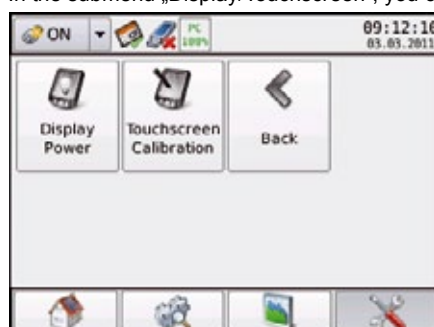 In the submenu „Display/Touchscreen“, you c
ON
PC
100%
09:12:10
03.03.2011
Display
Power
Touchscreen
Calibration
Back